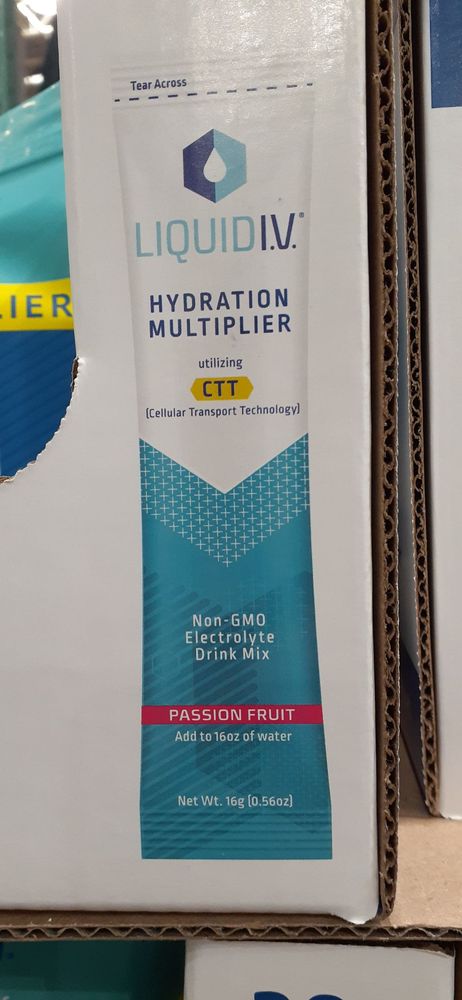 Tear Across
LIQUIDI.V.®
HYDRATION
MULTIPLIER
utilizing
CTT
(Cellular Transport Technology)
Non-GMO
Electrolyte
Drink Mix
PASSION FRUIT
Add to 16oz of water
Net Wt. 16g (0.56oz)
LIER